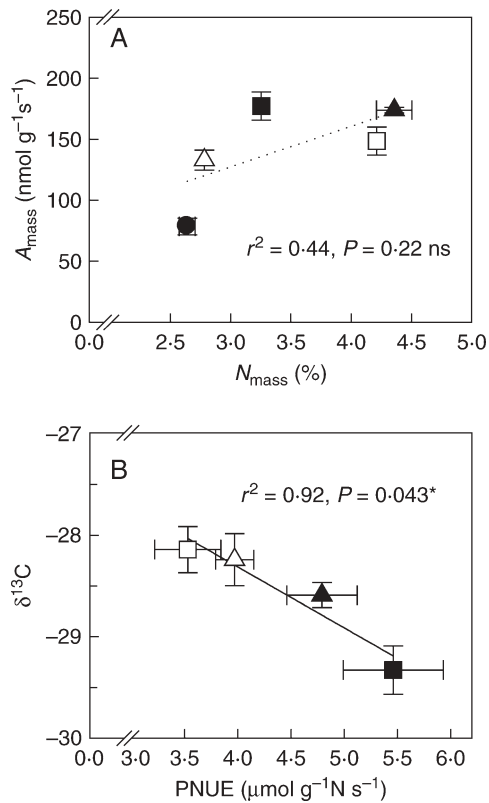 250
A
200
150
100
50
0
A mass (nmol g⁻¹s⁻¹)
r² = 0·44, P = 0·22 ns
0·0 2·5 3·0 3·5 4·0 4·5 5·0
N mass (%)
–27
B
r² = 0·92, P = 0·043*
–28
–29
–30
δ¹³C
0·0 3·0 3·5 4·0 4·5 5·0 5·5 6·0
PNUE (μmol g⁻¹N s⁻¹)